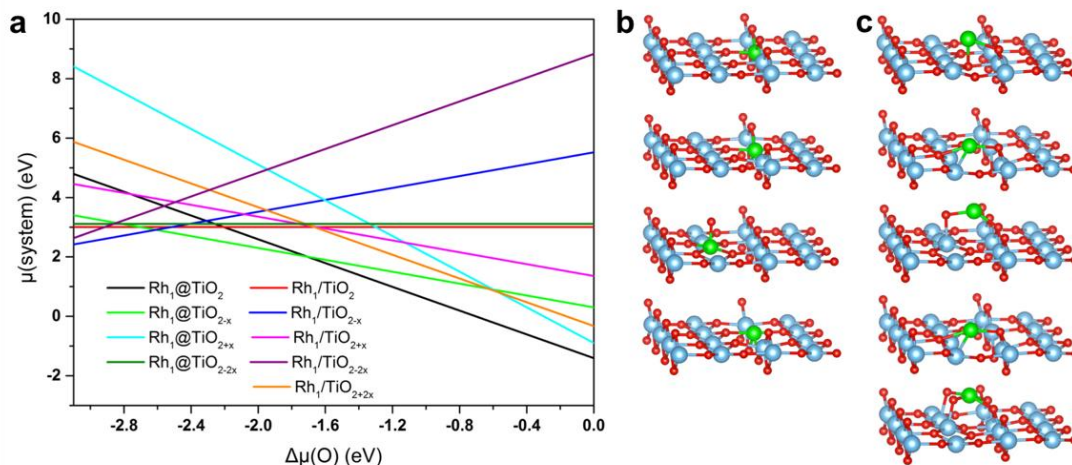 a b c
10
8
6
4
2
0
-2
μ(system) (eV)
Rh₁@TiO₂ Rh₁/TiO₂
Rh₁@TiO₂₋ₓ Rh₁/TiO₂₋ₓ
Rh₁@TiO₂₊ₓ Rh₁/TiO₂₊ₓ
Rh₁@TiO₂₋₂ₓ Rh₁/TiO₂₋₂ₓ
Rh₁/TiO₂₊₂ₓ
-2.8 -2.4 -2.0 -1.6 -1.2 -0.8 -0.4 0.0
Δμ(O) (eV)